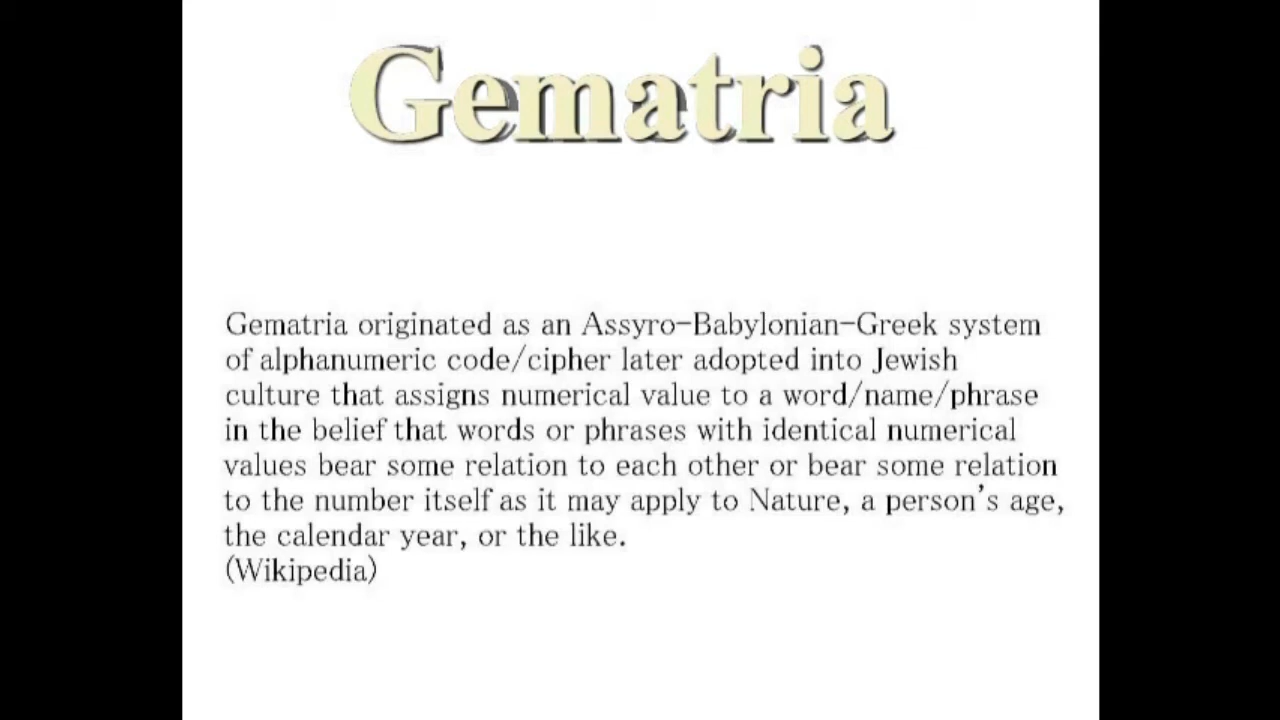 Gematria
Gematria originated as an Assyro-Babylonian-Greek system
of alphanumeric code/cipher later adopted into Jewish
culture that assigns numerical value to a word/name/phrase
in the belief that words or phrases with identical numerical
values bear some relation to each other or bear some relation
to the number itself as it may apply to Nature, a person's age,
the calendar year, or the like.
(Wikipedia)